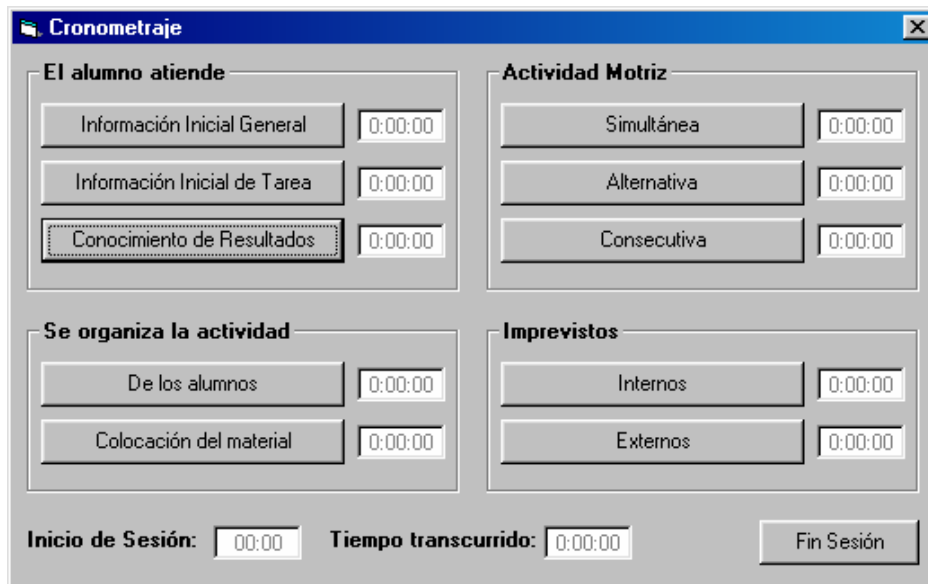 Cronometraje
El alumno atiende
Información Inicial General 0:00:00
Información Inicial de Tarea 0:00:00
Conocimiento de Resultados 0:00:00
Actividad Motriz
Simultánea 0:00:00
Alternativa 0:00:00
Consecutiva 0:00:00
Se organiza la actividad
De los alumnos 0:00:00
Colocación del material 0:00:00
Imprevistos
Internos 0:00:00
Externos 0:00:00
Inicio de Sesión: 00:00 Tiempo transcurrido: 0:00:00 Fin Sesión